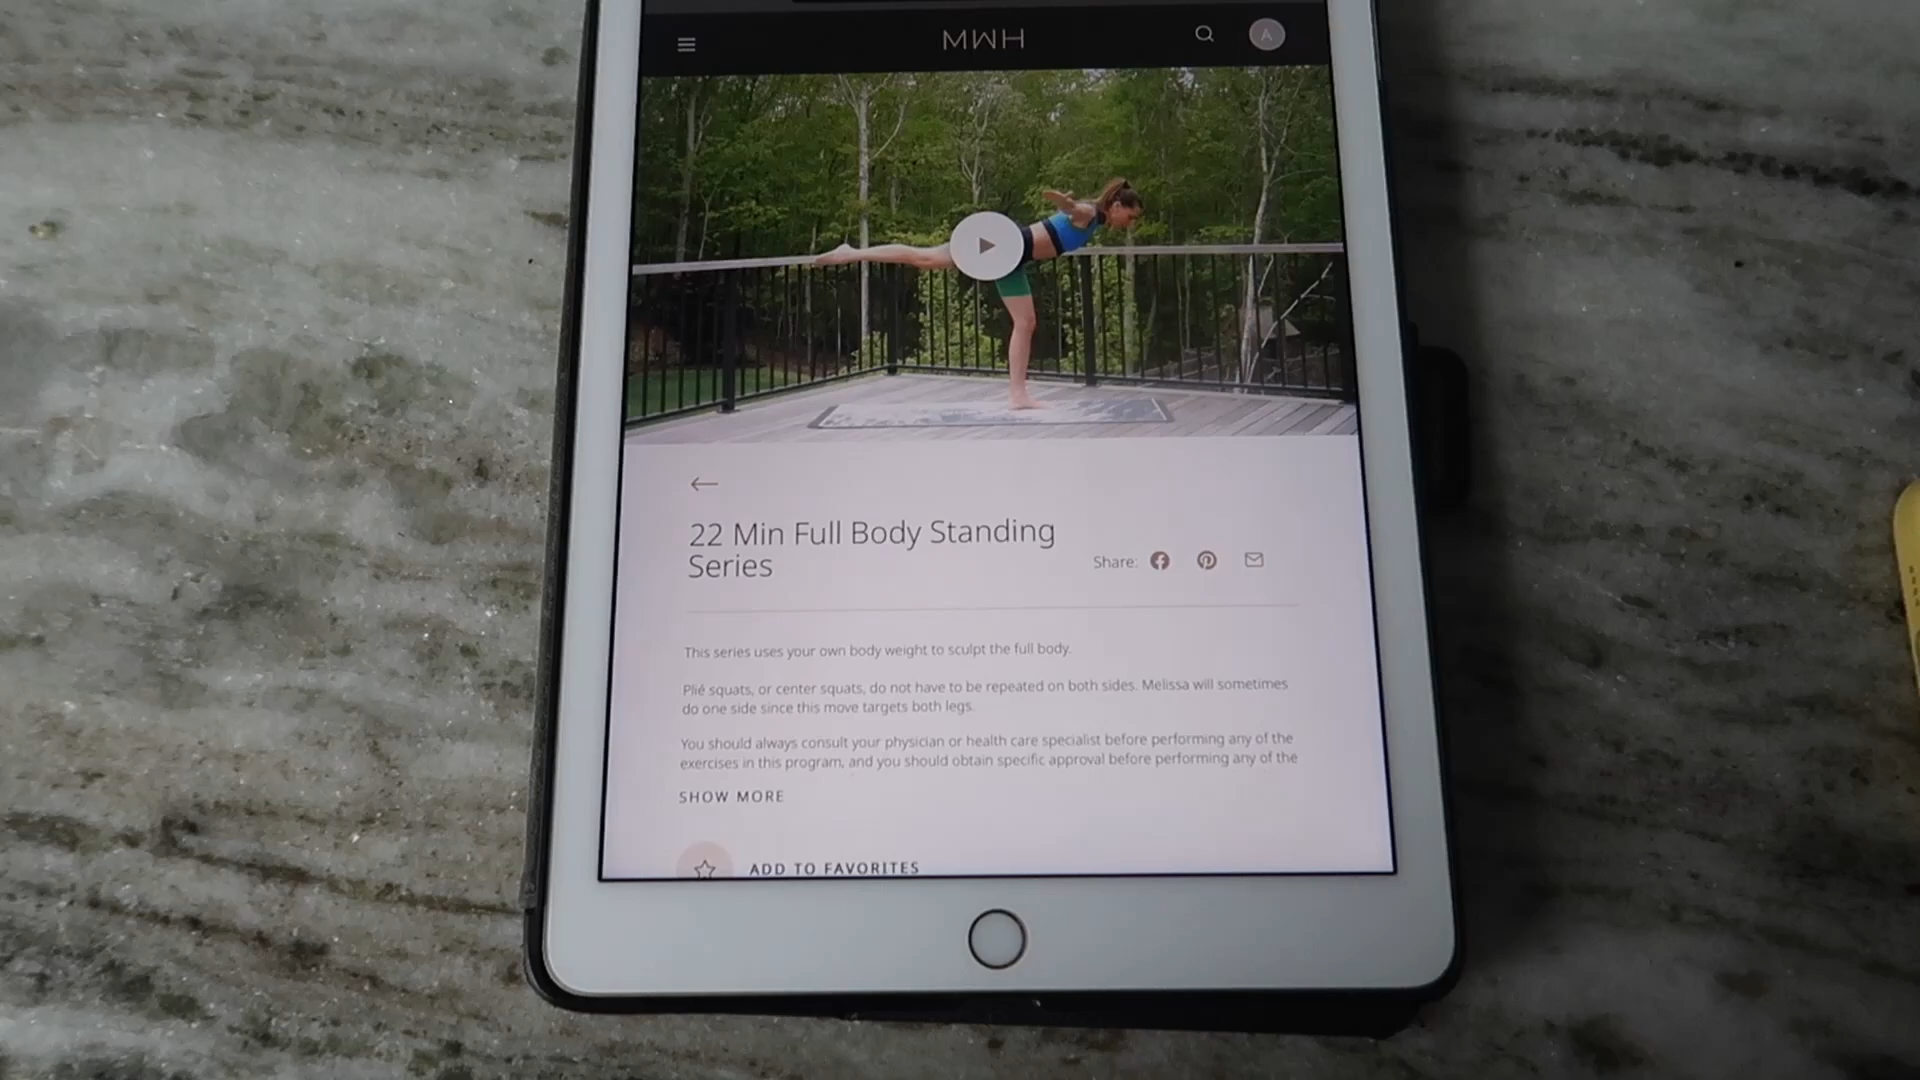 MWH
A
22 Min Full Body Standing
Series
Share:
This series uses your own body weight to sculpt the full body.
Plié squats, or center squats, do not have to be repeated on both sides. Melissa will sometimes
do one side since this move targets both legs.
You should always consult your physician or health care specialist before performing any of the
exercises in this program, and you should obtain specific approval before performing any of the
SHOW MORE
ADD TO FAVORITES